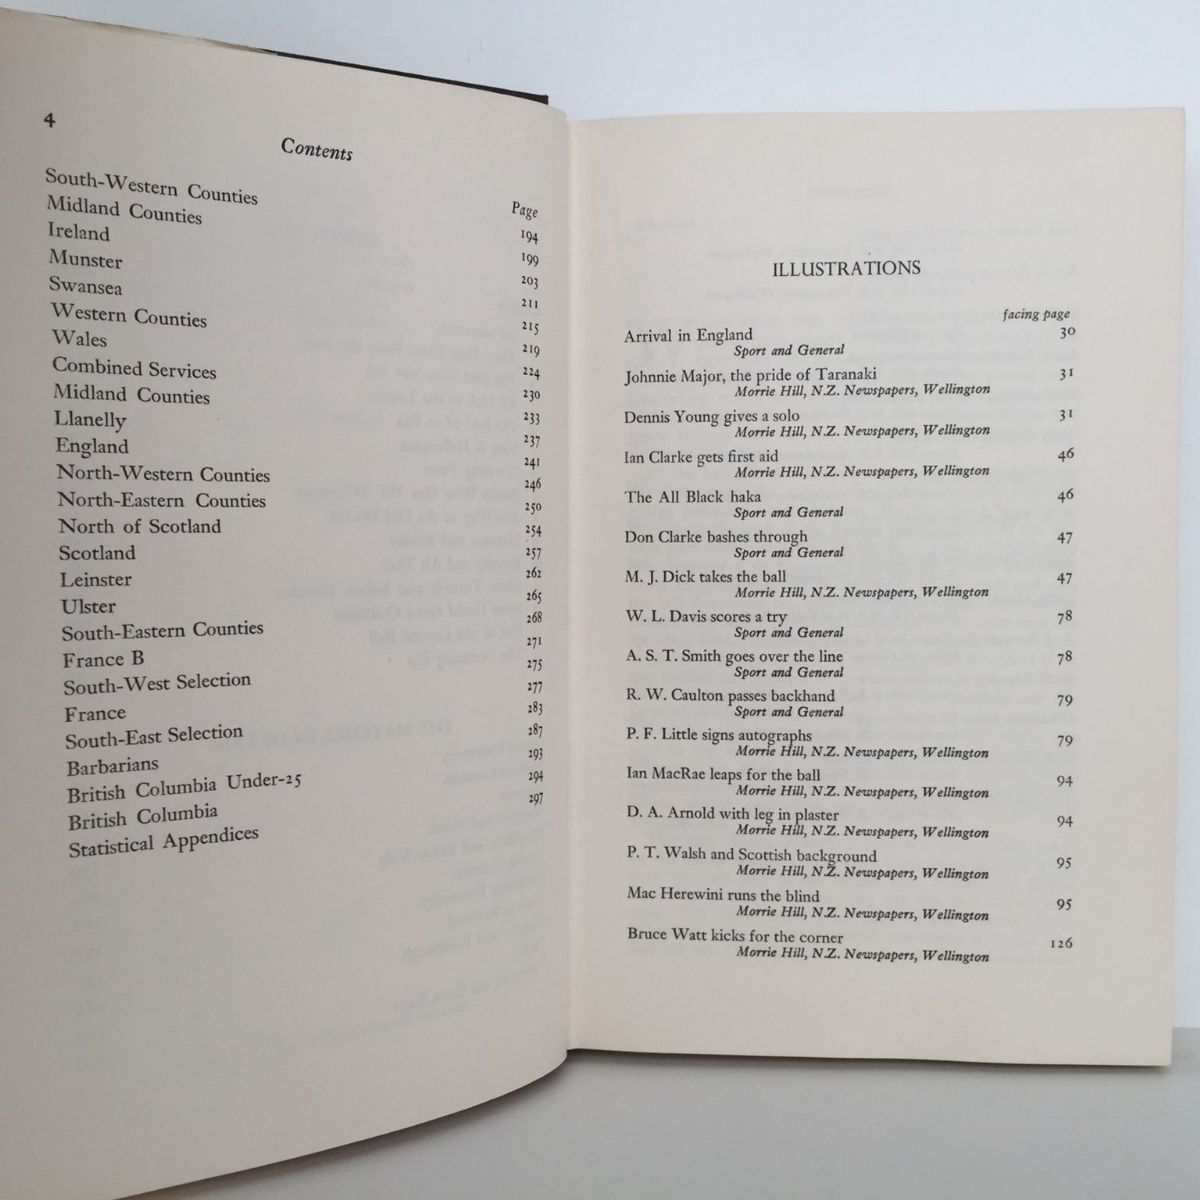 4
Contents
Page
South-Western Counties 194
Midland Counties 199
Ireland 203
Munster 211
Swansea 215
Western Counties 219
Wales 224
Combined Services 230
Midland Counties 233
Llanelly 237
England 241
North-Western Counties 246
North-Eastern Counties 250
North of Scotland 254
Scotland 257
Leinster 262
Ulster 265
South-Eastern Counties 268
France B 271
South-West Selection 275
France 277
South-East Selection 283
Barbarians 287
British Columbia Under-25 293
British Columbia 294
Statistical Appendices 297
ILLUSTRATIONS
facing page
Arrival in England 30
Sport and General
Johnnie Major, the pride of Taranaki 31
Morrie Hill, N.Z. Newspapers, Wellington
Dennis Young gives a solo 31
Morrie Hill, N.Z. Newspapers, Wellington
Ian Clarke gets first aid 46
Morrie Hill, N.Z. Newspapers, Wellington
The All Black haka 46
Sport and General
Don Clarke bashes through 47
Sport and General
M. J. Dick takes the ball 47
Morrie Hill, N.Z. Newspapers, Wellington
W. L. Davis scores a try 78
Sport and General
A. S. T. Smith goes over the line 78
Sport and General
R. W. Caulton passes backhand 79
Sport and General
P. F. Little signs autographs 79
Morrie Hill, N.Z. Newspapers, Wellington
Ian MacRae leaps for the ball 94
Morrie Hill, N.Z. Newspapers, Wellington
D. A. Arnold with leg in plaster 94
Morrie Hill, N.Z. Newspapers, Wellington
P. T. Walsh and Scottish background 95
Morrie Hill, N.Z. Newspapers, Wellington
Mac Herewini runs the blind 95
Morrie Hill, N.Z. Newspapers, Wellington
Bruce Watt kicks for the corner 126
Morrie Hill, N.Z. Newspapers, Wellington